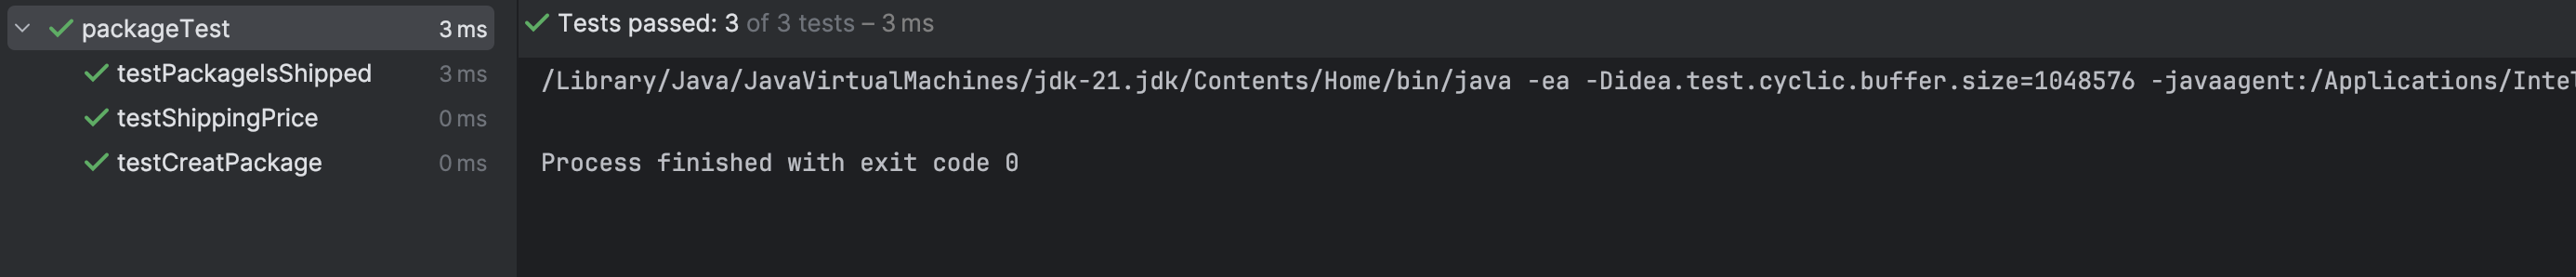 packageTest 3 ms
testPackageIsShipped 3 ms
testShippingPrice 0 ms
testCreatPackage 0 ms
Tests passed: 3 of 3 tests – 3 ms
/Library/Java/JavaVirtualMachines/jdk-21.jdk/Contents/Home/bin/java -ea -Didea.test.cyclic.buffer.size=1048576 -javaagent:/Applications/Intel
Process finished with exit code 0